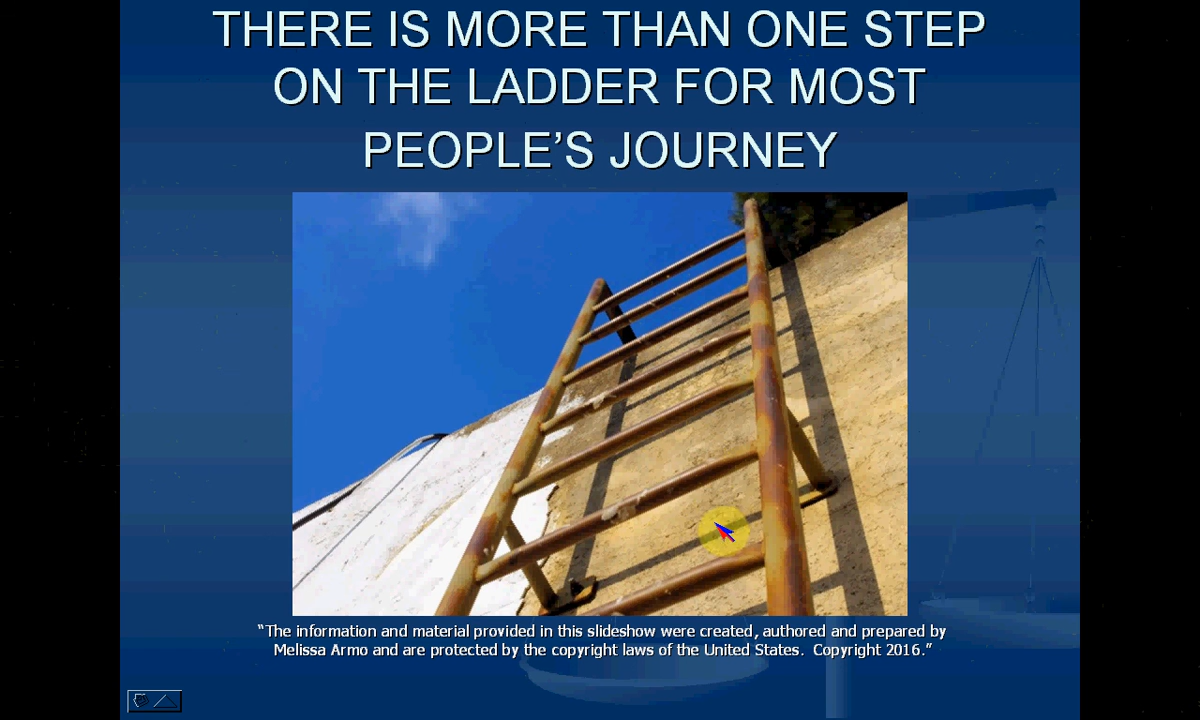 THERE IS MORE THAN ONE STEP
ON THE LADDER FOR MOST
PEOPLE’S JOURNEY
“The information and material provided in this slideshow were created, authored and prepared by
Melissa Armo and are protected by the copyright laws of the United States.  Copyright 2016.”